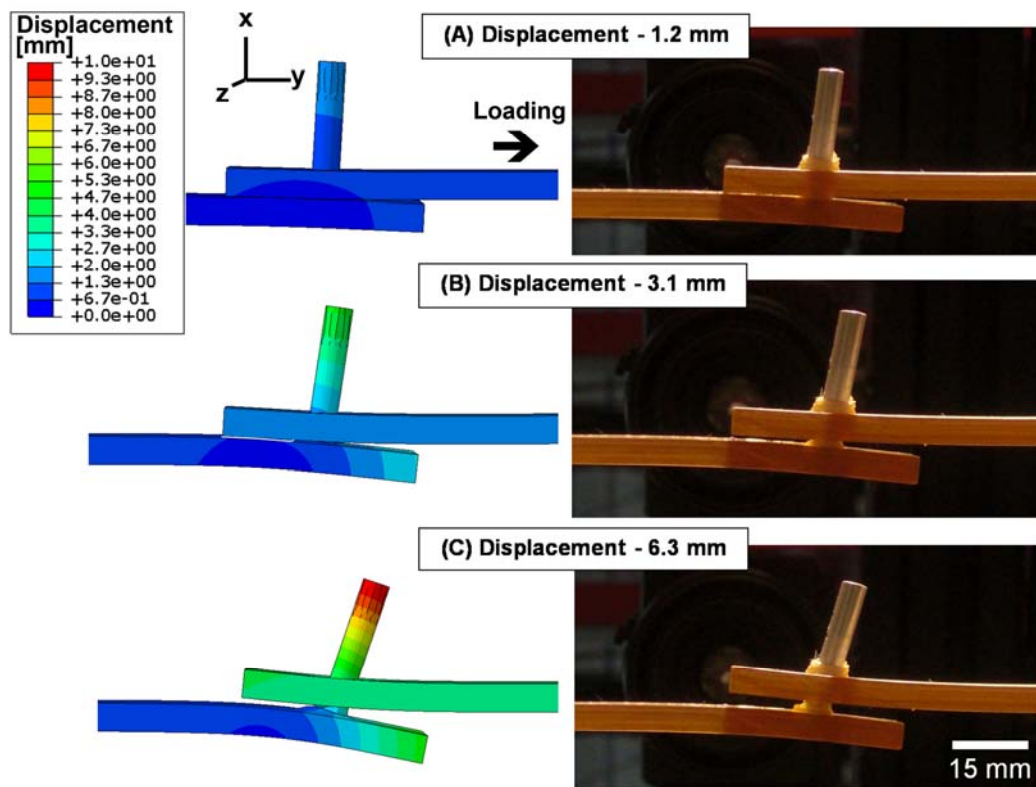 Displacement
[mm]
+1.0e+01
+9.3e+00
+8.7e+00
+8.0e+00
+7.3e+00
+6.7e+00
+6.0e+00
+5.3e+00
+4.7e+00
+4.0e+00
+3.3e+00
+2.7e+00
+2.0e+00
+1.3e+00
+6.7e-01
+0.0e+00
x
y
z
(A) Displacement - 1.2 mm
Loading
(B) Displacement - 3.1 mm
(C) Displacement - 6.3 mm
15 mm